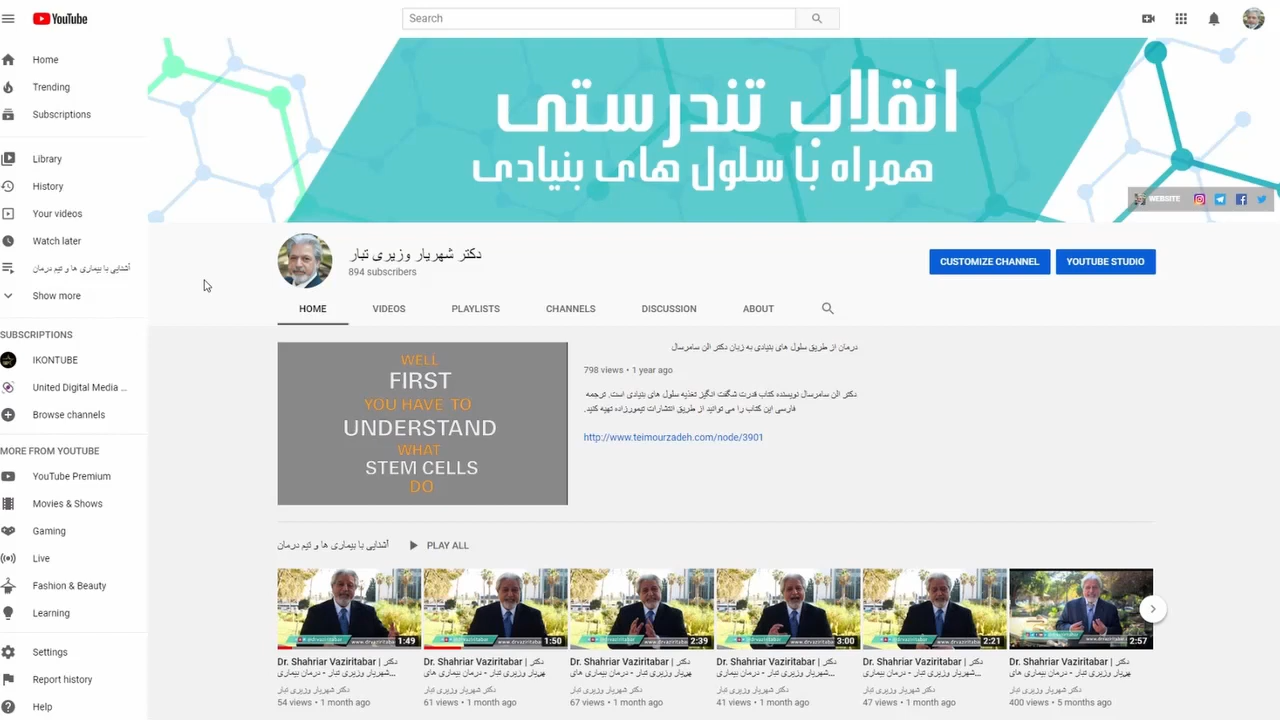 YouTube
Search
Home
Trending
Subscriptions
Library
History
Your videos
Watch later
آشنایی با بیماری ها و تیم درمان
Show more
SUBSCRIPTIONS
IKONTUBE
United Digital Media ...
Browse channels
MORE FROM YOUTUBE
YouTube Premium
Movies & Shows
Gaming
Live
Fashion & Beauty
Learning
Settings
Report history
Help
انقلاب تندرستی
همراه با سلول های بنیادی
WEBSITE
دکتر شهریار وزیری تبار
894 subscribers
CUSTOMIZE CHANNEL
YOUTUBE STUDIO
HOME VIDEOS PLAYLISTS CHANNELS DISCUSSION ABOUT
WELL
FIRST
YOU HAVE TO
UNDERSTAND
WHAT
STEM CELLS
DO
درمان از طریق سلول های بنیادی به زبان دکتر الن سامرسال
798 views • 1 year ago
دکتر الن سامرسال نویسنده کتاب قدرت شگفت انگیز تغذیه سلول های بنیادی است. ترجمه
فارسی این کتاب را می توانید از طریق انتشارات تیمورزاده تهیه کنید.
http://www.teimourzadeh.com/node/3901
آشنایی با بیماری ها و تیم درمان
PLAY ALL
1:49
Dr. Shahriar Vaziritabar | دکتر
شهریار وزیری تبار - درمان بیماری...
دکتر شهریار وزیری تبار
54 views • 1 month ago
1:50
Dr. Shahriar Vaziritabar | دکتر
شهریار وزیری تبار - درمان بیماری های
دکتر شهریار وزیری تبار
61 views • 1 month ago
2:39
Dr. Shahriar Vaziritabar | دکتر
شهریار وزیری تبار - درمان بیماری های
دکتر شهریار وزیری تبار
67 views • 1 month ago
3:00
Dr. Shahriar Vaziritabar | دکتر
شهریار وزیری تبار - درمان بیماری...
دکتر شهریار وزیری تبار
41 views • 1 month ago
2:21
Dr. Shahriar Vaziritabar | دکتر
شهریار وزیری تبار - درمان بیماری...
دکتر شهریار وزیری تبار
47 views • 1 month ago
2:57
Dr. Shahriar Vaziritabar | دکتر
شهریار وزیری تبار - درمان بیماری های
دکتر شهریار وزیری تبار
400 views • 5 months ago